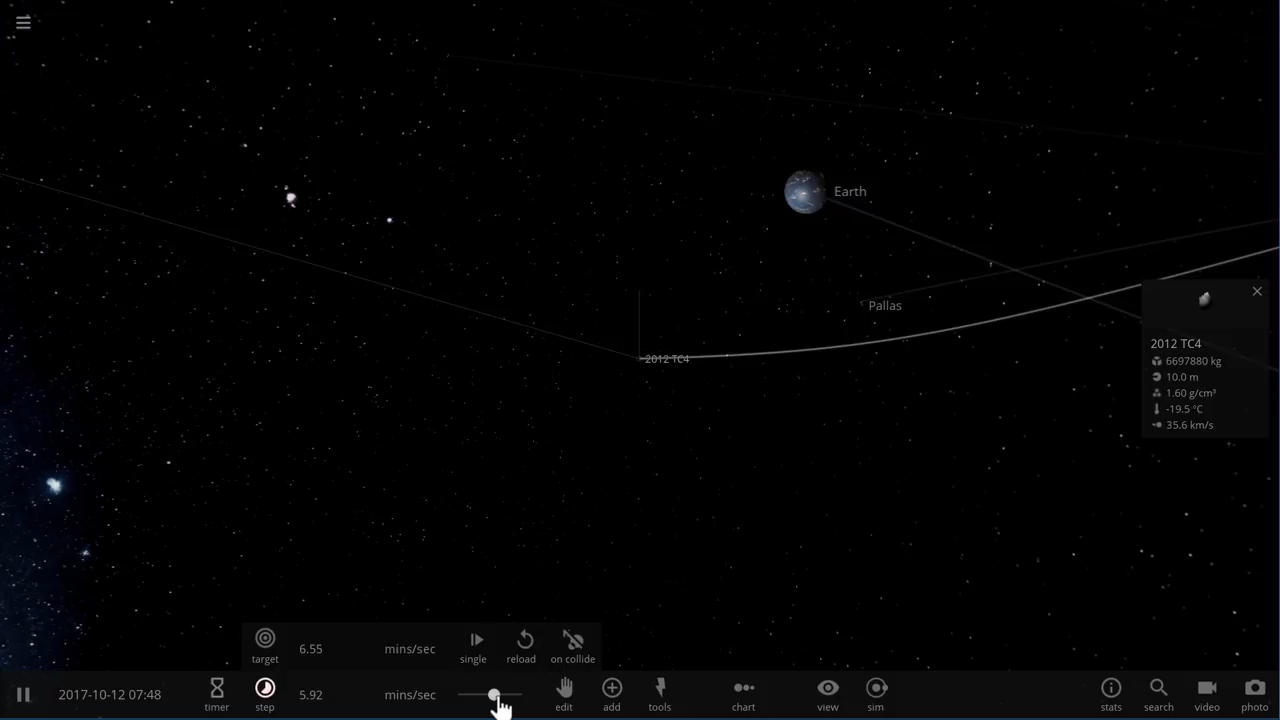 Earth
Pallas
2012 TC4
2012 TC4
6697880 kg
10.0 m
1.60 g/cm³
-19.5 °C
35.6 km/s
target
6.55
mins/sec
single
reload
on collide
2017-10-12 07:48
timer
step
5.92
mins/sec
edit
add
tools
chart
view
sim
stats
search
video
photo